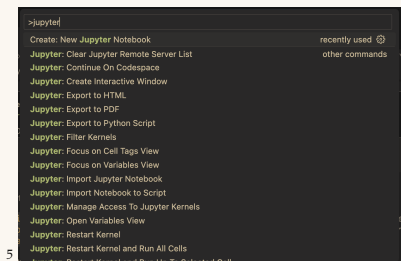 >jupyter
Create: New Jupyter Notebook recently used
Jupyter: Clear Jupyter Remote Server List other commands
Jupyter: Continue On Codespace
Jupyter: Create Interactive Window
Jupyter: Export to HTML
Jupyter: Export to PDF
Jupyter: Export to Python Script
Jupyter: Filter Kernels
Jupyter: Focus on Cell Tags View
Jupyter: Focus on Variables View
Jupyter: Import Jupyter Notebook
Jupyter: Import Notebook to Script
Jupyter: Manage Access To Jupyter Kernels
Jupyter: Open Variables View
Jupyter: Restart Kernel
Jupyter: Restart Kernel and Run All Cells
5